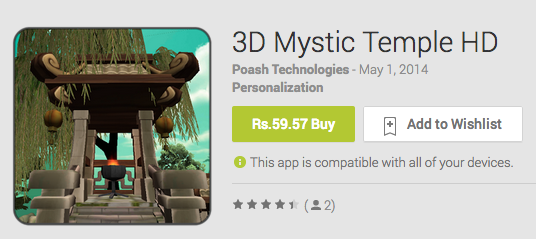 3D Mystic Temple HD
Poash Technologies - May 1, 2014
Personalization
Rs.59.57 Buy
Add to Wishlist
This app is compatible with all of your devices.
( 2)